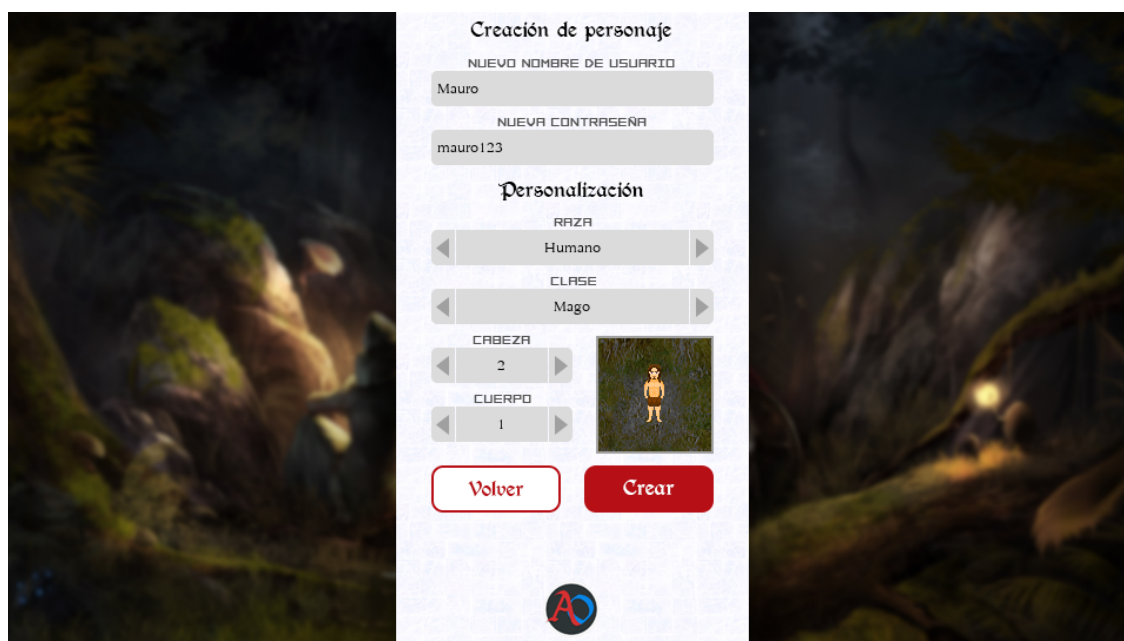 Creación de personaje
NUEVO NOMBRE DE USUARIO
Mauro
NUEVA CONTRASEÑA
mauro123
Personalización
RAZA
Humano
CLASE
Mago
CABEZA
2
CUERPO
1
Volver
Crear
AO